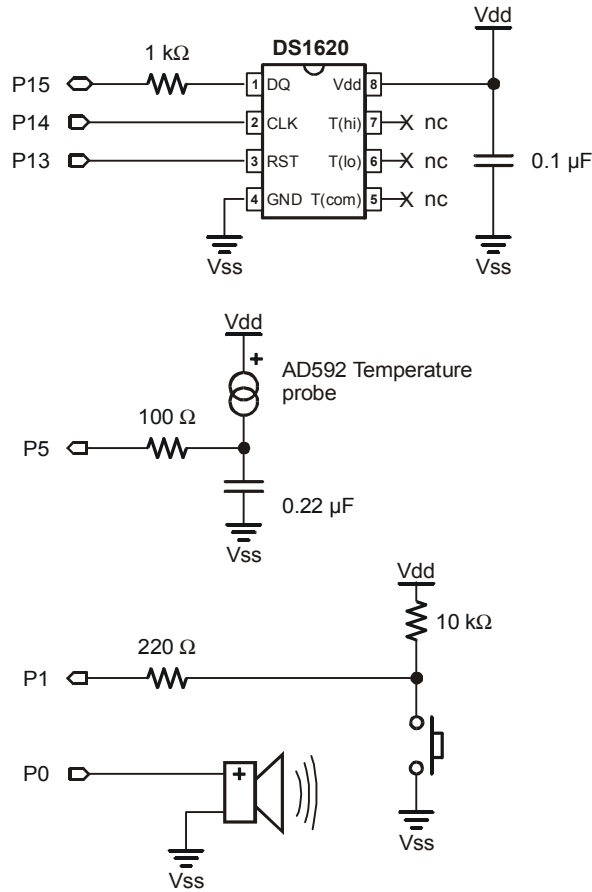 Vdd
DS1620
1 kΩ
P15
1 DQ Vdd 8
P14
2 CLK T(hi) 7 X nc
P13
3 RST T(lo) 6 X nc
0.1 µF
4 GND T(com) 5 X nc
Vss
Vss
Vdd
+
AD592 Temperature
probe
100 Ω
P5
0.22 µF
Vss
Vdd
10 kΩ
220 Ω
P1
P0
+
Vss
Vss